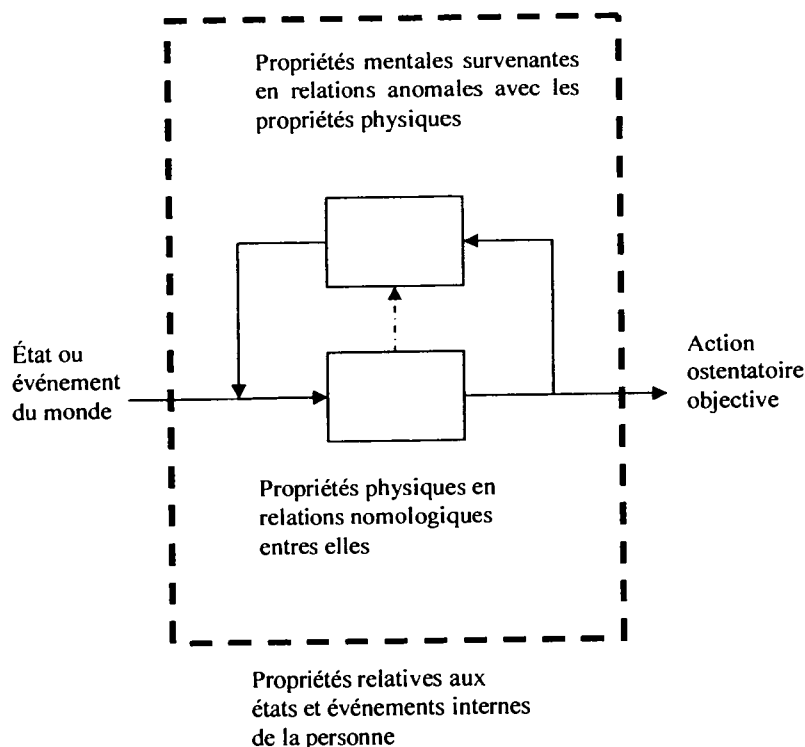 Propriétés mentales survenantes
en relations anomales avec les
propriétés physiques
État ou
événement
du monde
Action
ostentatoire
objective
Propriétés physiques en
relations nomologiques
entres elles
Propriétés relatives aux
états et événements internes
de la personne